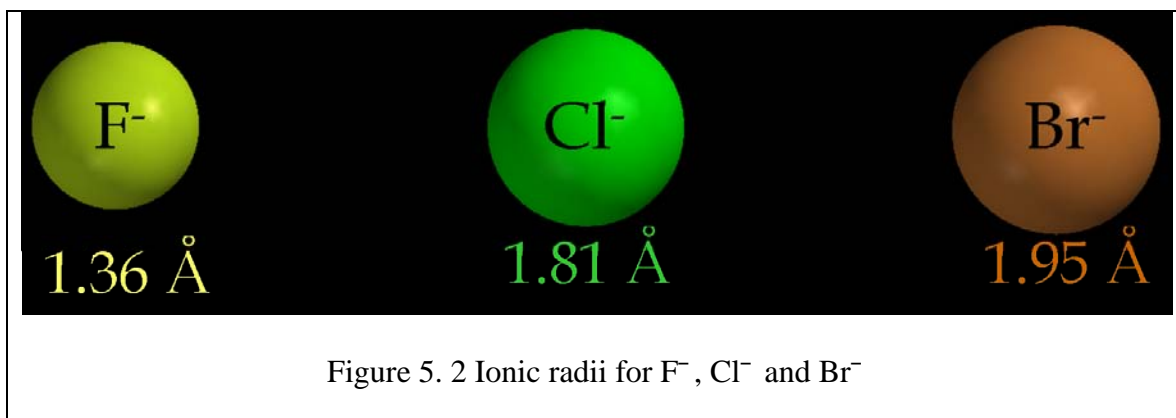 F⁻ Cl⁻ Br⁻
1.36 Å 1.81 Å 1.95 Å
Figure 5. 2 Ionic radii for F⁻ , Cl⁻ and Br⁻